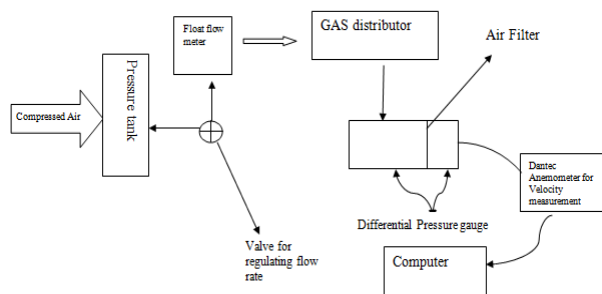 Float flow
meter
GAS distributor
Air Filter
Pressure tank
Compressed Air
Dantec
Anemometer for
Velocity
measurement
Differential Pressure gauge
Valve for
regulating flow
rate
Computer